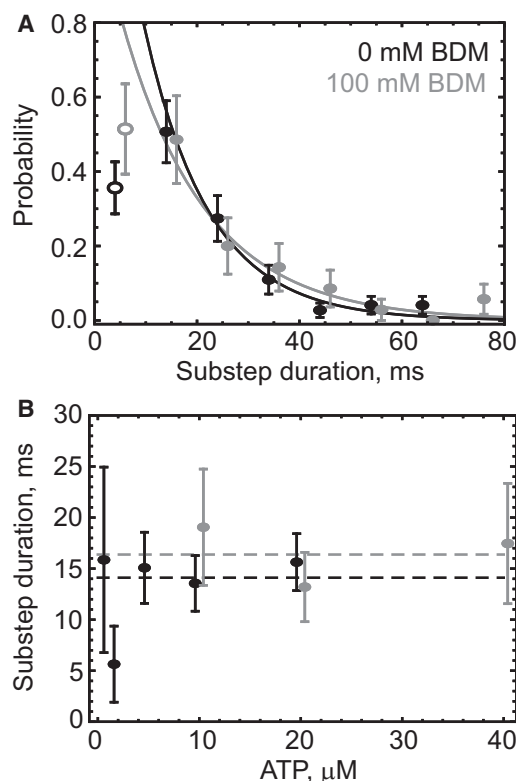 A
0 mM BDM
100 mM BDM
Probability
0.8
0.6
0.4
0.2
0.0
0 20 40 60 80
Substep duration, ms
B
Substep duration, ms
30
25
20
15
10
5
0
0 10 20 30 40
ATP, μM